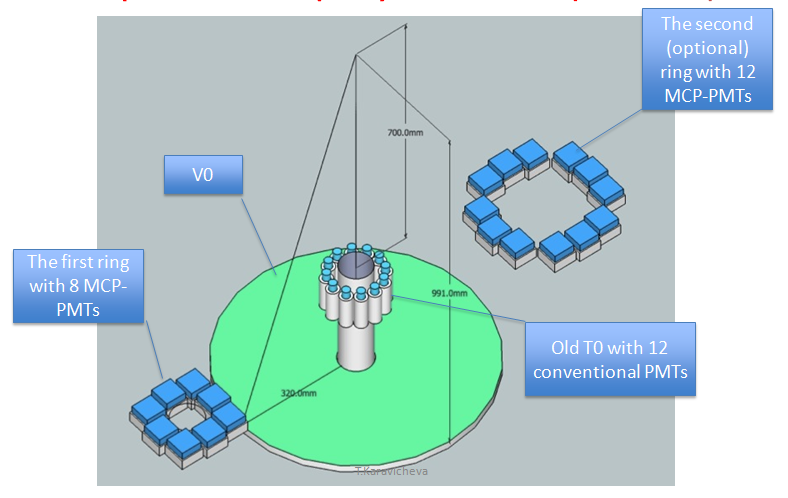 The second
(optional)
ring with 12
MCP-PMTs
700.0mm
V0
The first ring
with 8 MCP-
PMTs
991.0mm
Old T0 with 12
conventional PMTs
320.0mm
T.Karavicheva